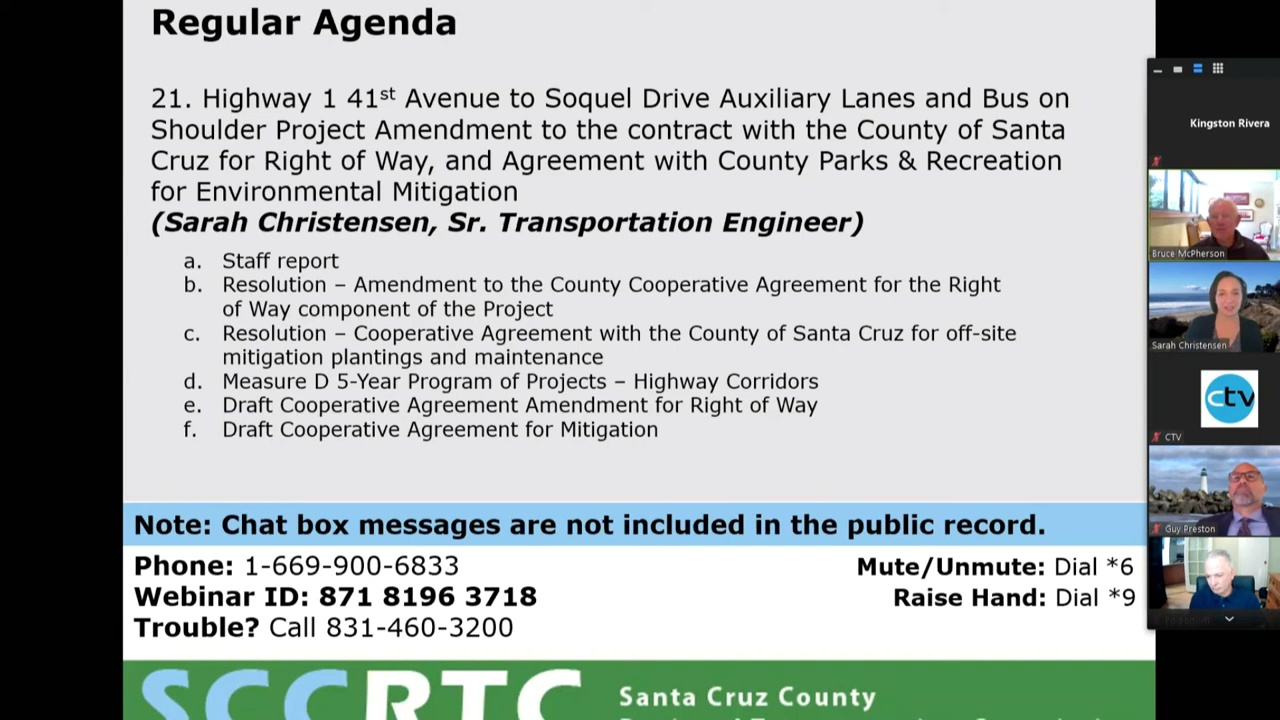 Regular Agenda
21. Highway 1 41st Avenue to Soquel Drive Auxiliary Lanes and Bus on
Shoulder Project Amendment to the contract with the County of Santa
Cruz for Right of Way, and Agreement with County Parks & Recreation
for Environmental Mitigation
(Sarah Christensen, Sr. Transportation Engineer)
a. Staff report
b. Resolution – Amendment to the County Cooperative Agreement for the Right
of Way component of the Project
c. Resolution – Cooperative Agreement with the County of Santa Cruz for off-site
mitigation plantings and maintenance
d. Measure D 5-Year Program of Projects – Highway Corridors
e. Draft Cooperative Agreement Amendment for Right of Way
f. Draft Cooperative Agreement for Mitigation
Note: Chat box messages are not included in the public record.
Phone: 1-669-900-6833
Webinar ID: 871 8196 3718
Trouble? Call 831-460-3200
Mute/Unmute: Dial *6
Raise Hand: Dial *9
SCCRTC
Santa Cruz County
Kingston Rivera
Bruce McPherson
Sarah Christensen
ctv
CTV
Guy Preston